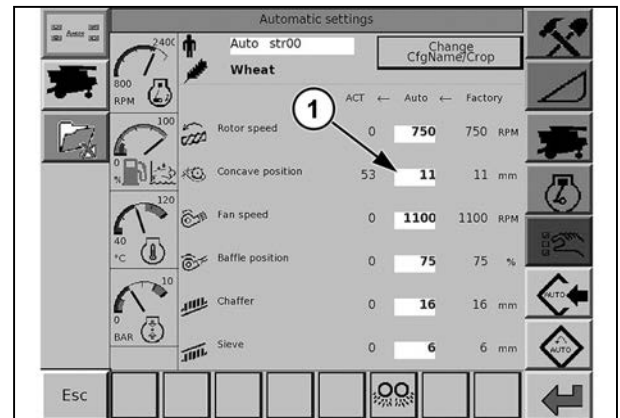 Automatic settings
Auto str00
Change
CfgName/Crop
Wheat
ACT ← Auto ← Factory
Rotor speed 0 750 750 RPM
Concave position 53 11 11 mm
Fan speed 0 1100 1100 RPM
Baffle position 0 75 75 %
Chaffer 0 16 16 mm
Sieve 0 6 6 mm
1
800
RPM
100
0
%
120
40
°C
10
0
BAR
AUTO
AUTO
Esc